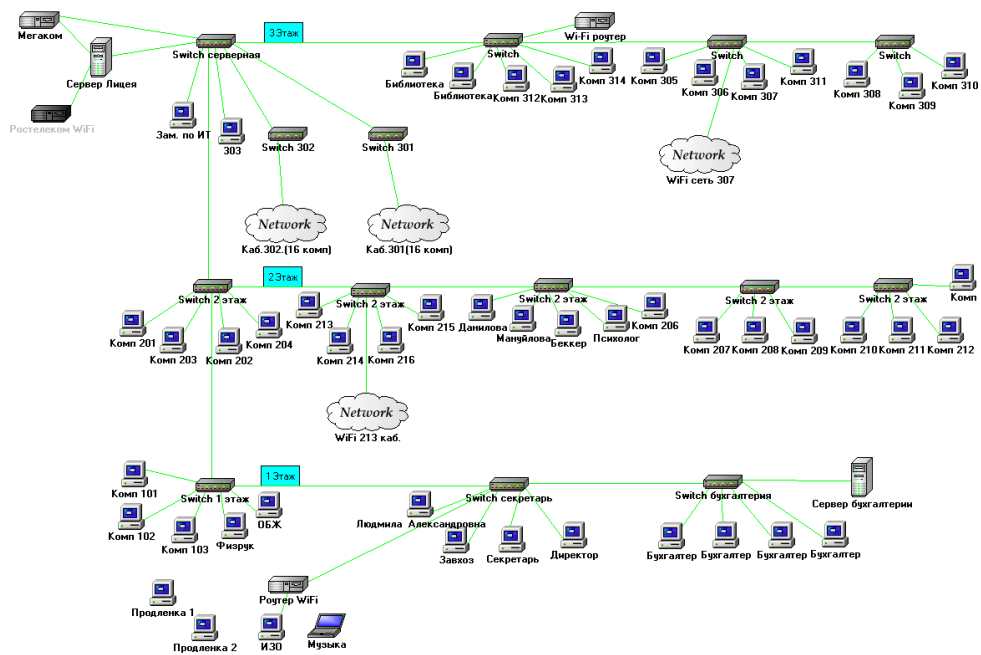 Мегаком
3 Этаж
Wi-Fi роутер
Switch серверная
Switch
Switch
Switch
Сервер Лицея
Библиотека
Библиотека
Комп 312
Комп 313
Комп 314
Комп 305
Комп 306
Комп 307
Комп 311
Комп 308
Комп 309
Комп 310
Ростелеком WiFi
Зам. по ИТ
303
Switch 302
Switch 301
Network
WiFi сеть 307
Network
Каб.302.(16 комп)
Network
Каб.301(16 комп)
2 Этаж
Switch 2 этаж
Switch 2 этаж
Switch 2 этаж
Switch 2 этаж
Switch 2 этаж
Комп
Комп 201
Комп 203
Комп 202
Комп 204
Комп 213
Комп 214
Комп 216
Комп 215
Данилова
Мануйлова
Беккер
Психолог
Комп 206
Комп 207
Комп 208
Комп 209
Комп 210
Комп 211
Комп 212
Network
WiFi 213 каб.
1 Этаж
Switch 1 этаж
Switch секретарь
Switch бухгалтерия
Сервер бухгалтерии
Комп 101
Комп 102
Комп 103
Физрук
ОБЖ
Людмила Александровна
Завхоз
Секретарь
Директор
Бухгалтер
Бухгалтер
Бухгалтер
Бухгалтер
Роутер WiFi
Продленка 1
Продленка 2
ИЗО
Музыка